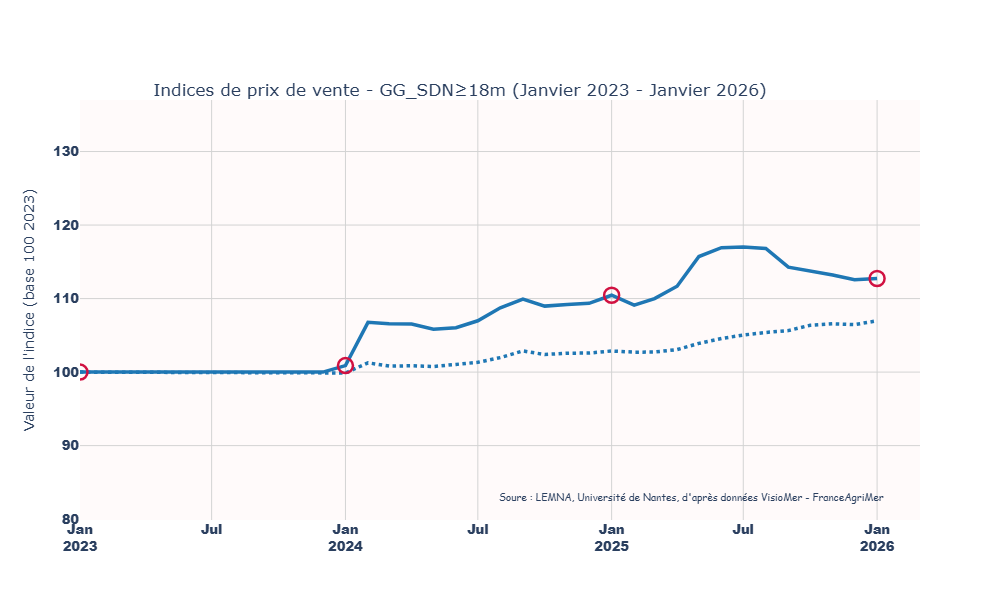 Indices de prix de vente - GG_SDN≥18m (Janvier 2023 - Janvier 2026)
Valeur de l'indice (base 100 2023)
130
120
110
100
90
80
Jan
2023
Jul
Jan
2024
Jul
Jan
2025
Jul
Jan
2026
Soure : LEMNA, Université de Nantes, d'après données VisioMer - FranceAgriMer